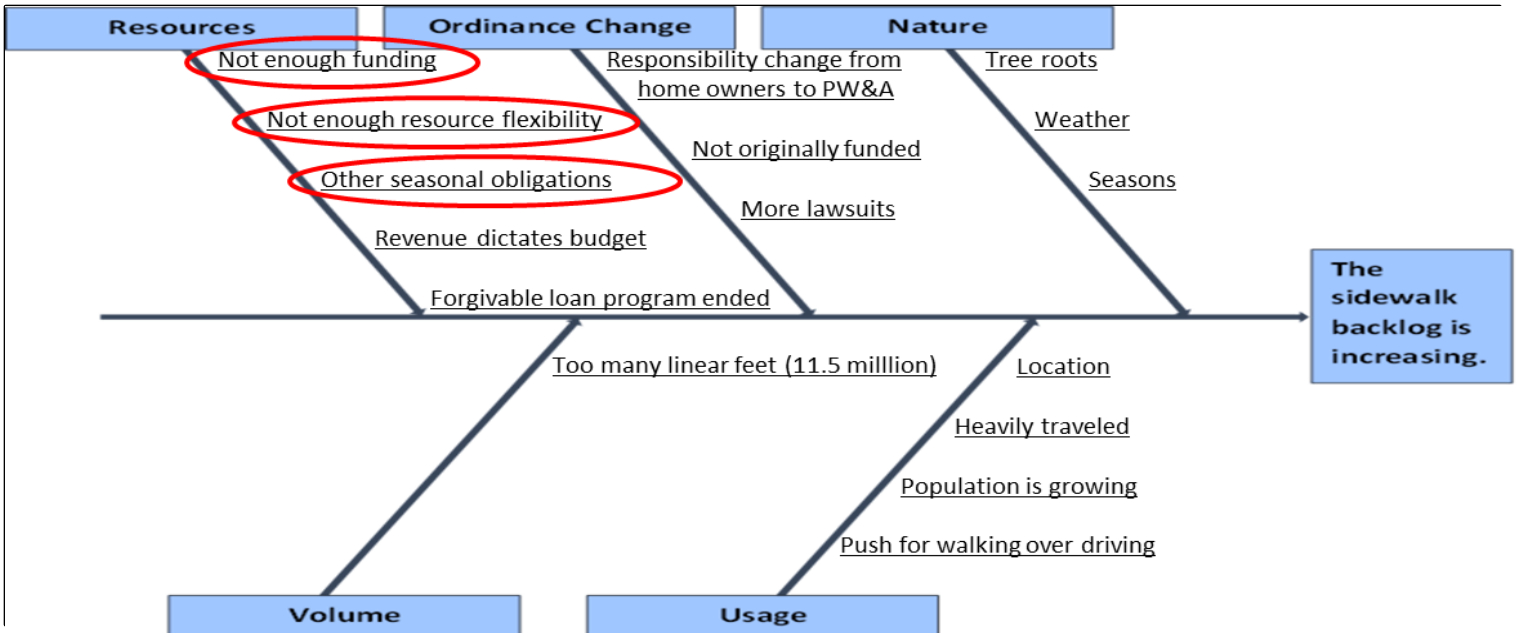 Resources
Ordinance Change
Nature
Not enough funding
Not enough resource flexibility
Other seasonal obligations
Revenue dictates budget
Forgivable loan program ended
Responsibility change from
home owners to PW&A
Not originally funded
More lawsuits
Tree roots
Weather
Seasons
The
sidewalk
backlog is
increasing.
Too many linear feet (11.5 milllion)
Location
Heavily traveled
Population is growing
Push for walking over driving
Volume
Usage